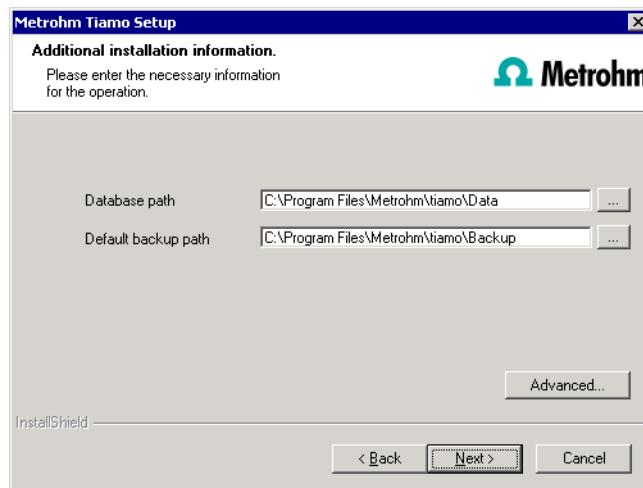 Metrohm Tiamo Setup
Additional installation information.
Please enter the necessary information
for the operation.
Metrohm
Database path
C:\Program Files\Metrohm\tiamo\Data
...
Default backup path
C:\Program Files\Metrohm\tiamo\Backup
...
Advanced...
InstallShield
< Back
Next >
Cancel